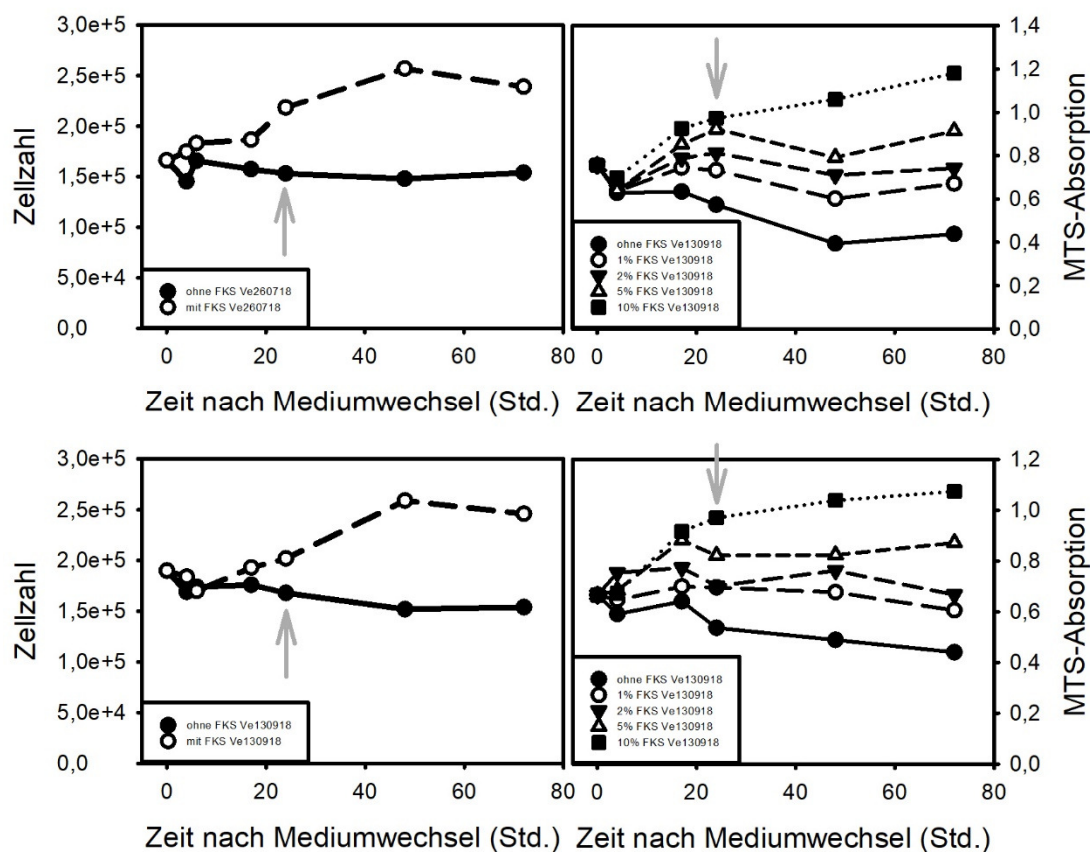 3,0e+5
2,5e+5
2,0e+5
1,5e+5
1,0e+5
5,0e+4
0,0
Zellzahl
ohne FKS Ve260718
mit FKS Ve260718
0 20 40 60 80
Zeit nach Mediumwechsel (Std.)
1,4
1,2
1,0
0,8
0,6
0,4
0,2
0,0
MTS-Absorption
ohne FKS Ve130918
1% FKS Ve130918
2% FKS Ve130918
5% FKS Ve130918
10% FKS Ve130918
0 20 40 60 80
Zeit nach Mediumwechsel (Std.)
3,0e+5
2,5e+5
2,0e+5
1,5e+5
1,0e+5
5,0e+4
0,0
Zellzahl
ohne FKS Ve130918
mit FKS Ve130918
0 20 40 60 80
Zeit nach Mediumwechsel (Std.)
1,2
1,0
0,8
0,6
0,4
0,2
0,0
MTS-Absorption
ohne FKS Ve130918
1% FKS Ve130918
2% FKS Ve130918
5% FKS Ve130918
10% FKS Ve130918
0 20 40 60 80
Zeit nach Mediumwechsel (Std.)